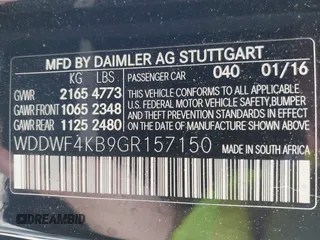 MFD BY DAIMLER AG STUTTGART
KG LBS PASSENGER CAR 040 01/16
GVWR 2165 4773
GAWR FRONT 1065 2348
GAWR REAR 1125 2480
THIS VEHICLE CONFORMS TO ALL APPLICABLE U.S. FEDERAL MOTOR VEHICLE SAFETY, BUMPER, AND THEFT PREVENTION STANDARDS IN EFFECT ON THE DATE OF MANUFACTURE SHOWN ABOVE.
WDDWF4KB9GR157150
MADE IN SOUTH AFRICA
DREAMBID